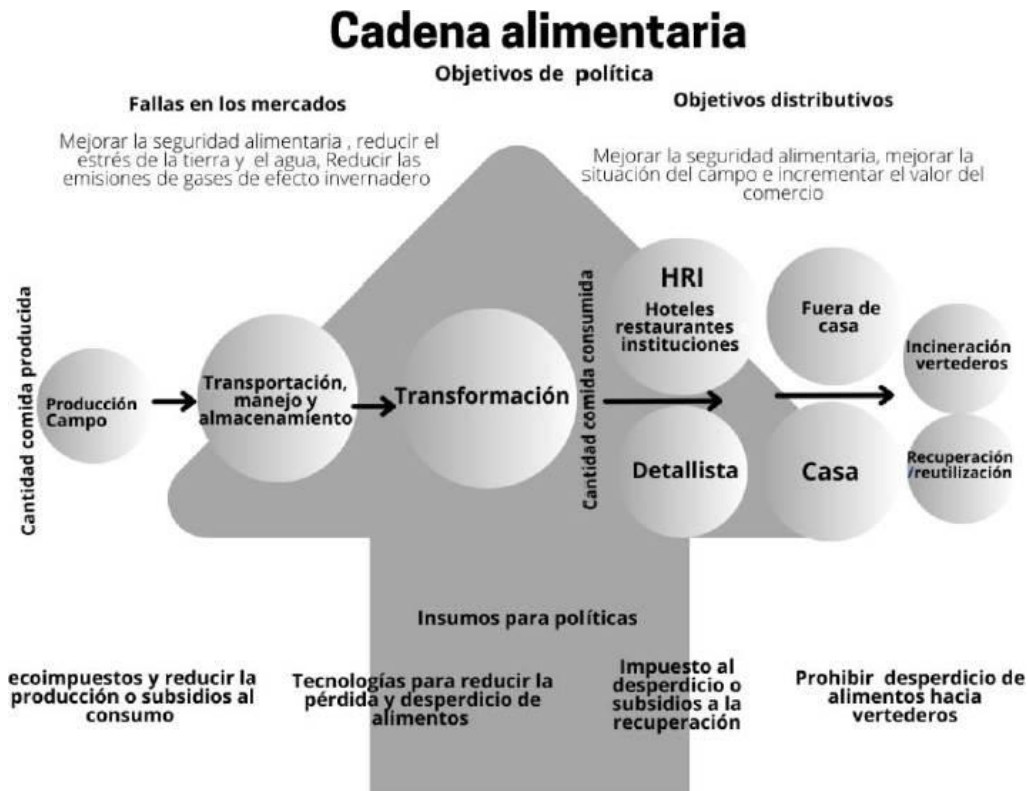 Cadena alimentaria
Objetivos de política
Fallas en los mercados
Mejorar la seguridad alimentaria , reducir el
estrés de la tierra y el agua, Reducir las
emisiones de gases de efecto invernadero
Objetivos distributivos
Mejorar la seguridad alimentaria, mejorar la
situación del campo e incrementar el valor del
comercio
Cantidad comida producida
Producción
Campo
Transportación,
manejo y
almacenamiento
Transformación
Cantidad comida consumida
HRI
Hoteles
restaurantes
instituciones
Detallista
Fuera de
casa
Casa
Incineración
vertederos
Recuperación
/reutilización
Insumos para políticas
ecoimpuestos y reducir la
producción o subsidios al
consumo
Tecnologías para reducir la
pérdida y desperdicio de
alimentos
Impuesto al
desperdicio o
subsidios a la
recuperación
Prohibir desperdicio de
alimentos hacia
vertederos